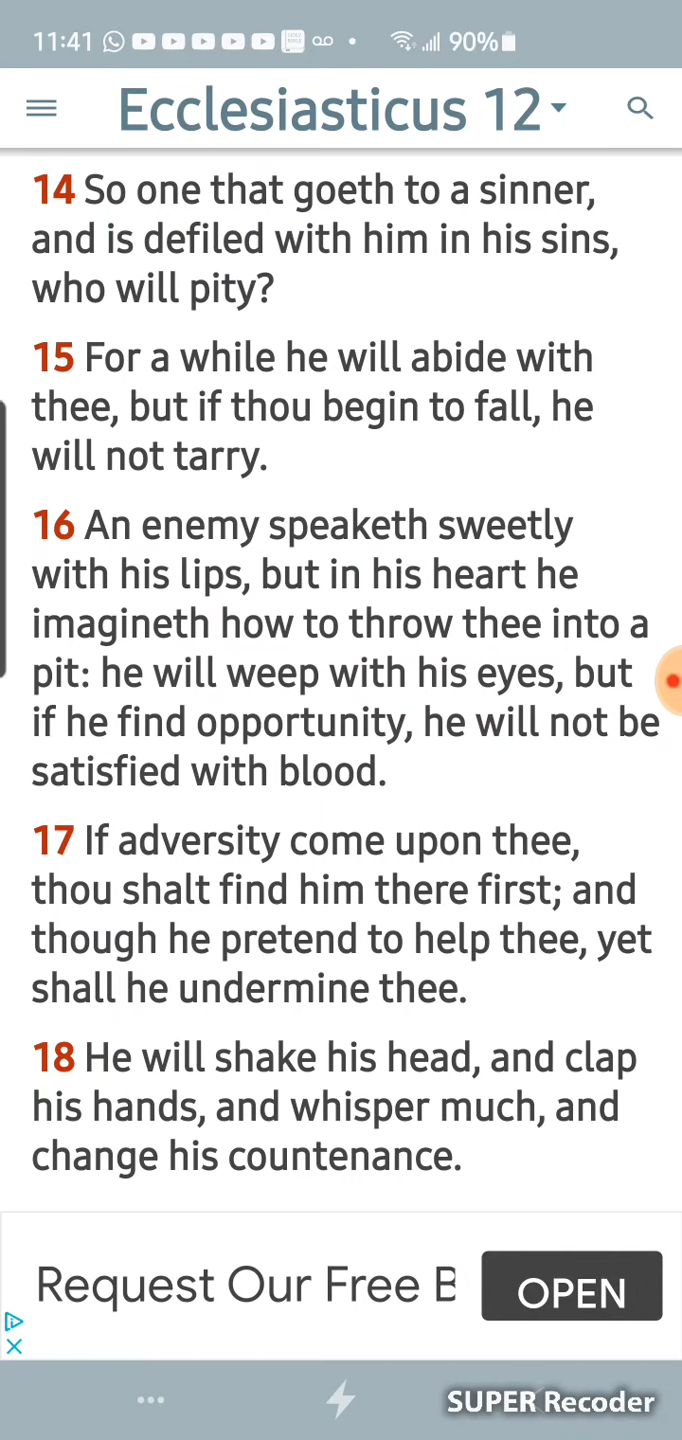 11:41 90%
Ecclesiasticus 12
14 So one that goeth to a sinner,
and is defiled with him in his sins,
who will pity?
15 For a while he will abide with
thee, but if thou begin to fall, he
will not tarry.
16 An enemy speaketh sweetly
with his lips, but in his heart he
imagineth how to throw thee into a
pit: he will weep with his eyes, but
if he find opportunity, he will not be
satisfied with blood.
17 If adversity come upon thee,
thou shalt find him there first; and
though he pretend to help thee, yet
shall he undermine thee.
18 He will shake his head, and clap
his hands, and whisper much, and
change his countenance.
Request Our Free B
OPEN
SUPER Recoder